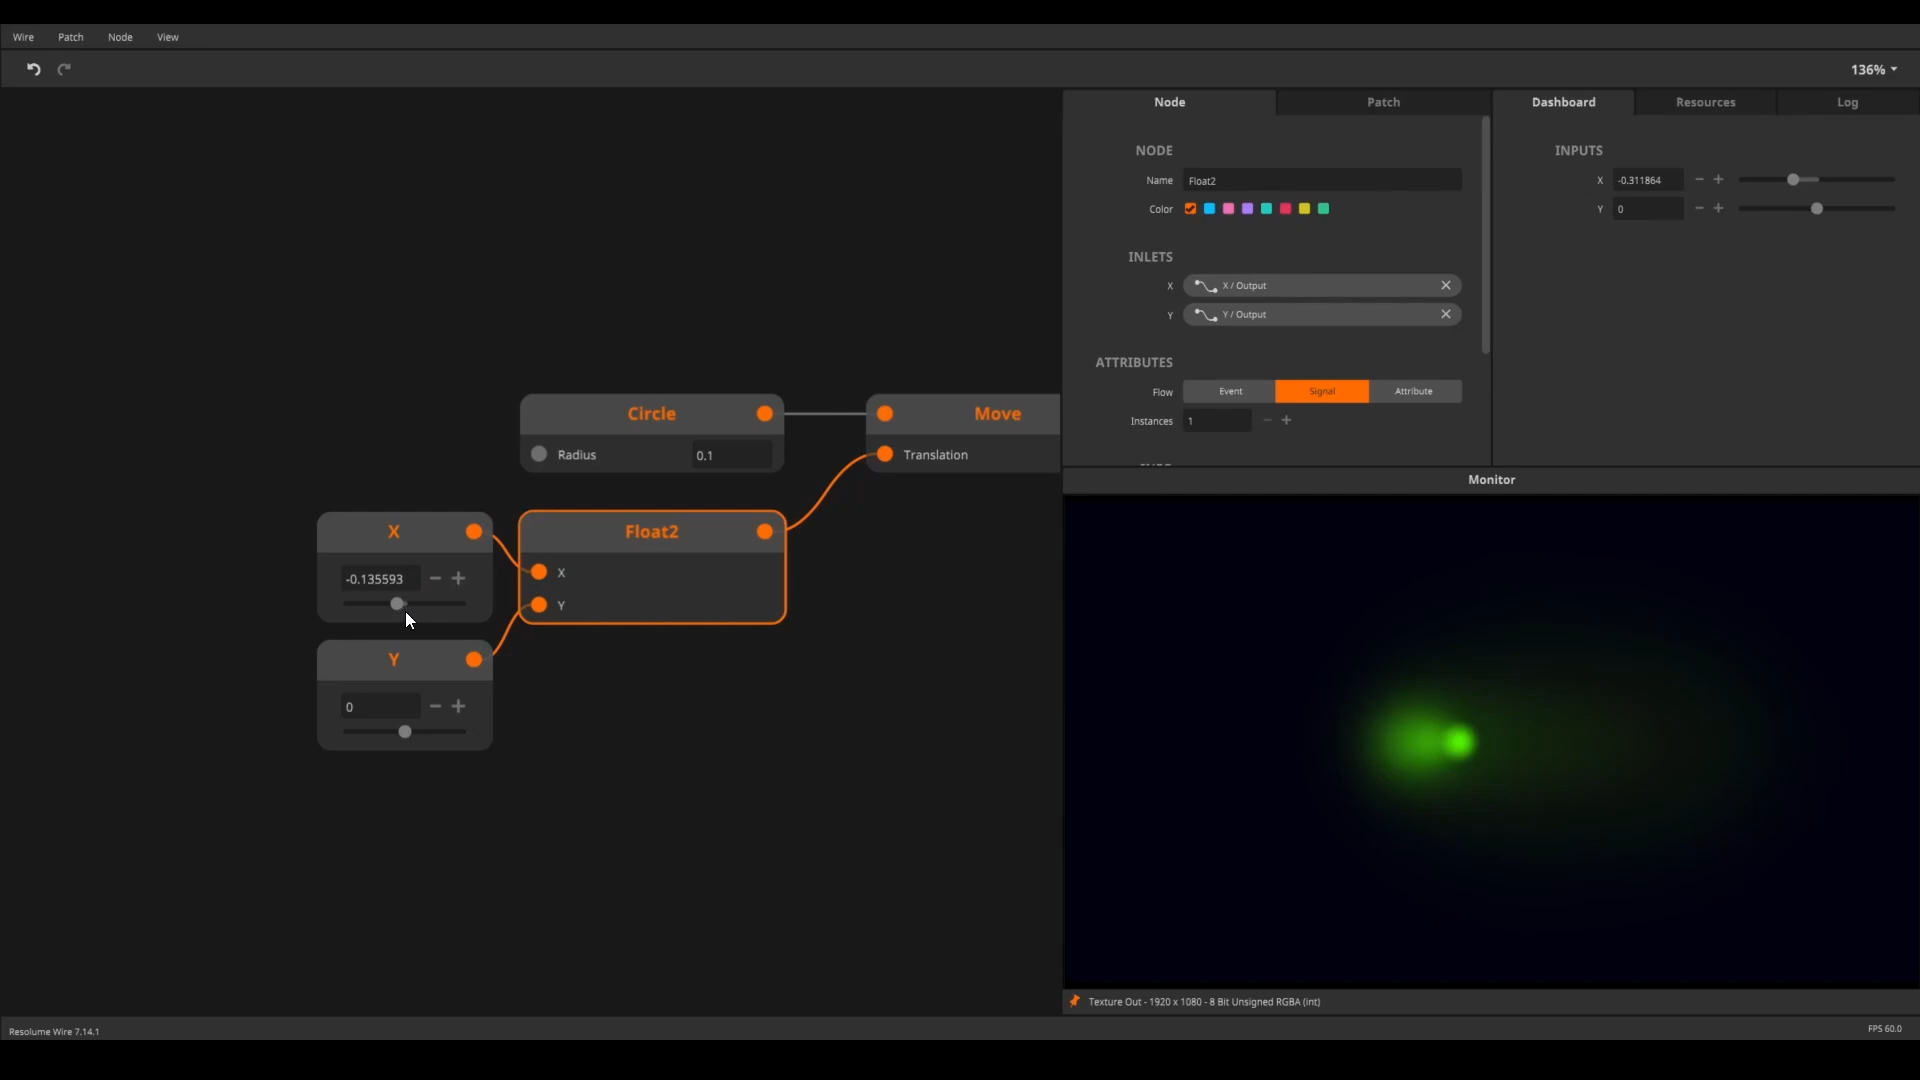 Wire Patch Node View
136%
Node Patch
Dashboard Resources Log
NODE
Name Float2
Color
INLETS
X X / Output
Y Y / Output
ATTRIBUTES
Flow Event Signal Attribute
Instances 1
INPUTS
X -0.311864
Y 0
Circle
Radius 0.1
Move
Translation
X
-0.135593
Float2
X
Y
Y
0
Monitor
Texture Out - 1920 x 1080 - 8 Bit Unsigned RGBA (int)
Resolume Wire 7.14.1
FPS 60.0